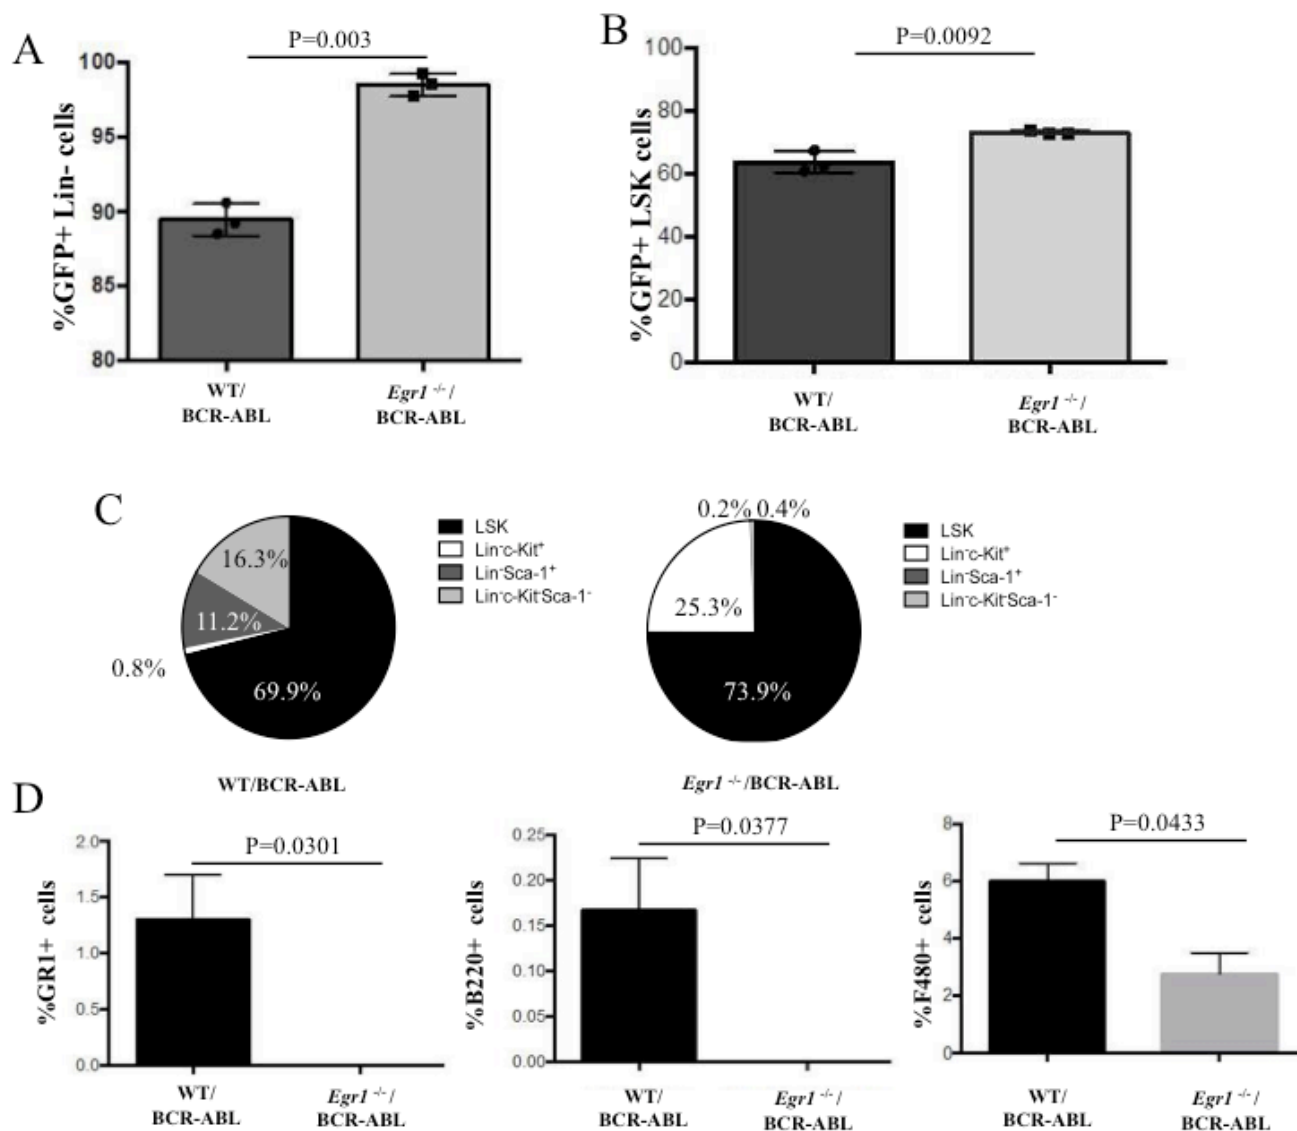 A
P=0.003
%GFP+ Lin- cells
100
95
90
85
80
WT/
BCR-ABL
Egr1 -/- /
BCR-ABL
B
P=0.0092
%GFP+ LSK cells
100
80
60
40
20
0
WT/
BCR-ABL
Egr1 -/- /
BCR-ABL
C
16.3%
11.2%
0.8%
69.9%
LSK
Lin-c-Kit+
Lin-Sca-1+
Lin-c-Kit-Sca-1-
WT/BCR-ABL
0.2% 0.4%
25.3%
73.9%
LSK
Lin-c-Kit+
Lin-Sca-1+
Lin-c-Kit-Sca-1-
Egr1 -/- /BCR-ABL
D
P=0.0301
%GR1+ cells
2.0
1.5
1.0
0.5
0.0
WT/
BCR-ABL
Egr1 -/- /
BCR-ABL
P=0.0377
%B220+ cells
0.25
0.20
0.15
0.10
0.05
0.00
WT/
BCR-ABL
Egr1 -/- /
BCR-ABL
P=0.0433
%F480+ cells
8
6
4
2
0
WT/
BCR-ABL
Egr1 -/- /
BCR-ABL